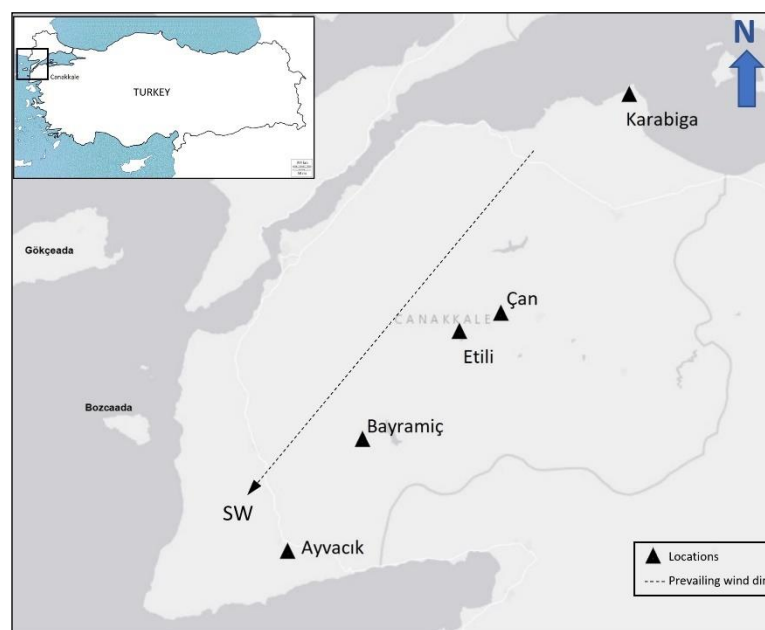 Canakkale
TURKEY
N
Karabiga
Gökçeada
Çan
CANAKKALE
Etili
Bozcaada
Bayramiç
SW
Ayvacık
Locations
Prevailing wind dir